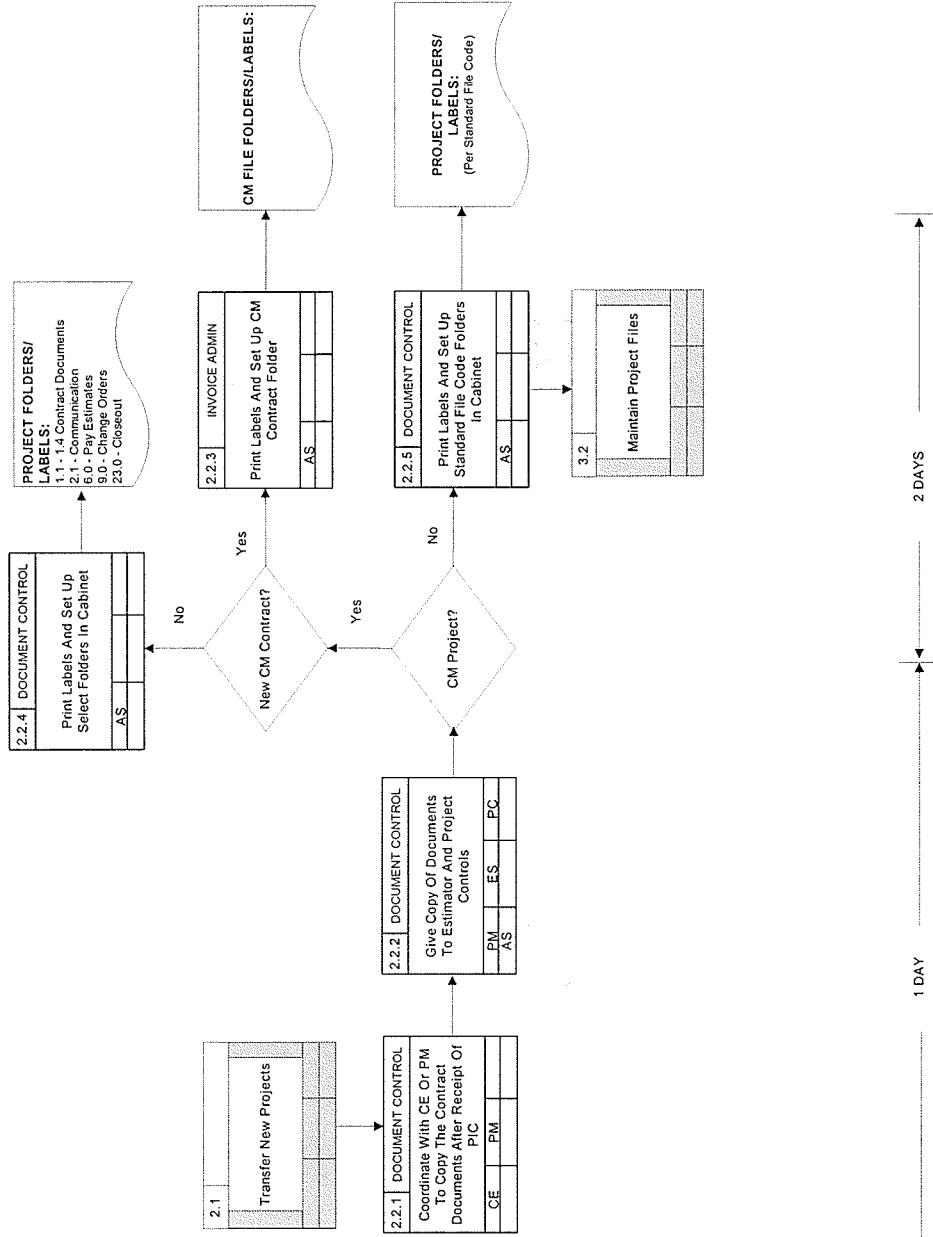 2.1
Transfer New Projects
2.2.1 DOCUMENT CONTROL
Coordinate With CE Or PM
To Copy The Contract
Documents After Receipt Of
PIC
CE PM
2.2.2 DOCUMENT CONTROL
Give Copy Of Documents
To Estimator And Project
Controls
PM ES PC
AS
CM Project?
Yes
No
New CM Contract?
No
Yes
2.2.4 DOCUMENT CONTROL
Print Labels And Set Up
Select Folders In Cabinet
AS
PROJECT FOLDERS/
LABELS:
1.1 - 1.4 Contract Documents
2.1 - Communication
6.0 - Pay Estimates
9.0 - Change Orders
23.0 - Closeout
2.2.3 INVOICE ADMIN
Print Labels And Set Up CM
Contract Folder
AS
CM FILE FOLDERS/LABELS:
2.2.5 DOCUMENT CONTROL
Print Labels And Set Up
Standard File Code Folders
In Cabinet
AS
PROJECT FOLDERS/
LABELS:
(Per Standard File Code)
3.2
Maintain Project Files
1 DAY
2 DAYS